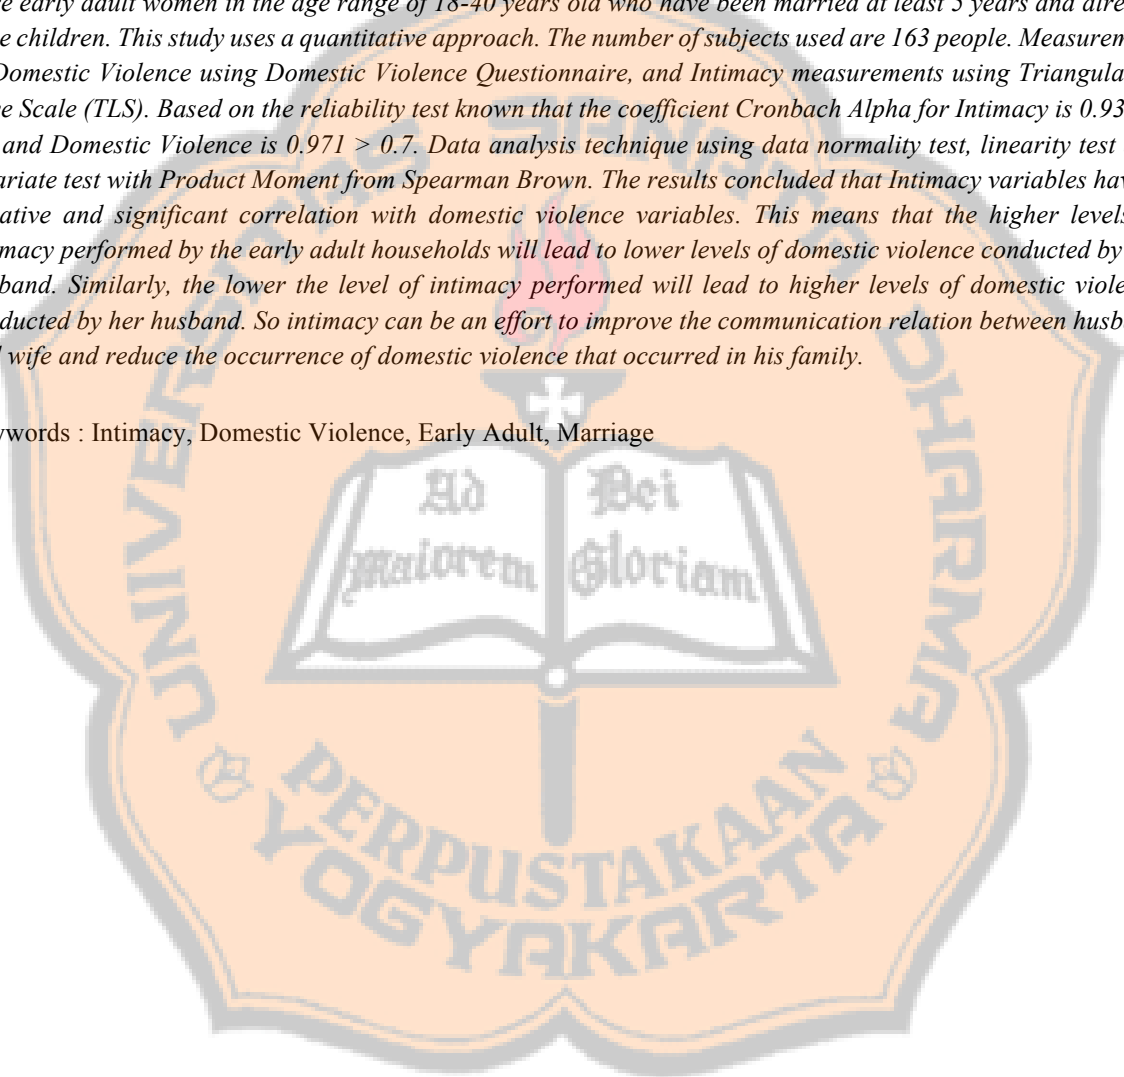 re early adult women in the age range of 18-40 years old who have been married at least 5 years and alre
e children. This study uses a quantitative approach. The number of subjects used are 163 people. Measurem
Domestic Violence using Domestic Violence Questionnaire, and Intimacy measurements using Triangula
e Scale (TLS). Based on the reliability test known that the coefficient Cronbach Alpha for Intimacy is 0.93
and Domestic Violence is 0.971 > 0.7. Data analysis technique using data normality test, linearity test
ariate test with Product Moment from Spearman Brown. The results concluded that Intimacy variables hav
ative and significant correlation with domestic violence variables. This means that the higher levels
macy performed by the early adult households will lead to lower levels of domestic violence conducted by
band. Similarly, the lower the level of intimacy performed will lead to higher levels of domestic viole
ducted by her husband. So intimacy can be an effort to improve the communication relation between husb
wife and reduce the occurrence of domestic violence that occurred in his family.
ywords : Intimacy, Domestic Violence, Early Adult, Marriage
UNIVERSITAS SANATA DHARMA
Ad Dei
maiorem Gloriam
PERPUSTAKAAN
YOGYAKARTA